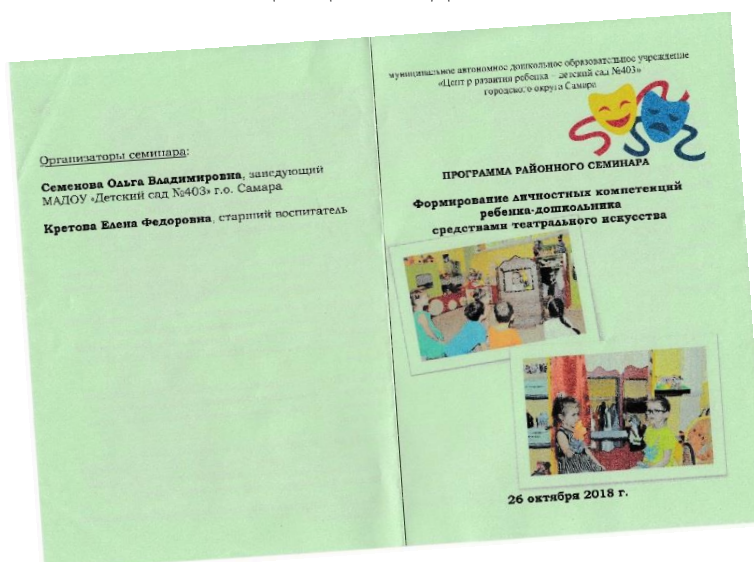 Организаторы семинара:
Семенова Ольга Владимировна, заведующий
МАДОУ «Детский сад №403» г.о. Самара
Кретова Елена Федоровна, старший воспитатель
муниципальное автономное дошкольное образовательное учреждение
«Центр развития ребенка – детский сад №403»
городского округа Самара
ПРОГРАММА РАЙОННОГО СЕМИНАРА
Формирование личностных компетенций
ребенка-дошкольника
средствами театрального искусства
26 октября 2018 г.